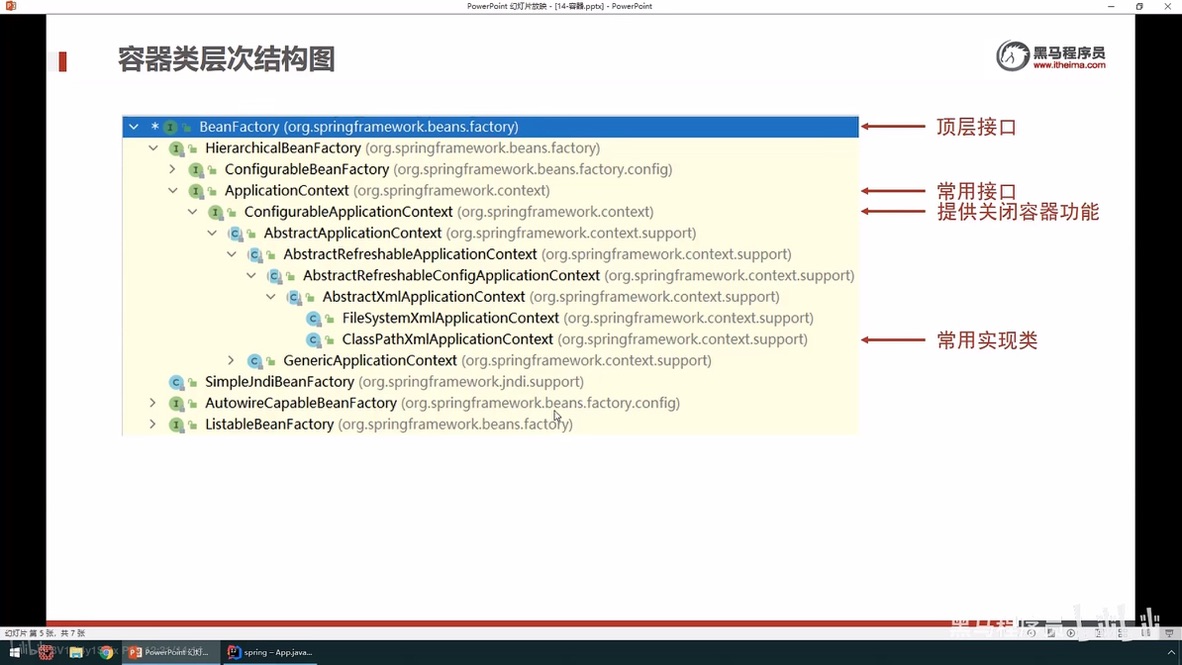 PowerPoint 幻灯片放映 - [14-容器.pptx] - PowerPoint
容器类层次结构图
黑马程序员
www.itheima.com
BeanFactory (org.springframework.beans.factory)
顶层接口
HierarchicalBeanFactory (org.springframework.beans.factory)
ConfigurableBeanFactory (org.springframework.beans.factory.config)
ApplicationContext (org.springframework.context)
常用接口
ConfigurableApplicationContext (org.springframework.context)
提供关闭容器功能
AbstractApplicationContext (org.springframework.context.support)
AbstractRefreshableApplicationContext (org.springframework.context.support)
AbstractRefreshableConfigApplicationContext (org.springframework.context.support)
AbstractXmlApplicationContext (org.springframework.context.support)
FileSystemXmlApplicationContext (org.springframework.context.support)
ClassPathXmlApplicationContext (org.springframework.context.support)
常用实现类
GenericApplicationContext (org.springframework.context.support)
SimpleJndiBeanFactory (org.springframework.jndi.support)
AutowireCapableBeanFactory (org.springframework.beans.factory.config)
ListableBeanFactory (org.springframework.beans.factory)
黑马程序员
幻灯片 第 5 张，共 7 张
PowerPoint 幻灯...
spring – App.java...